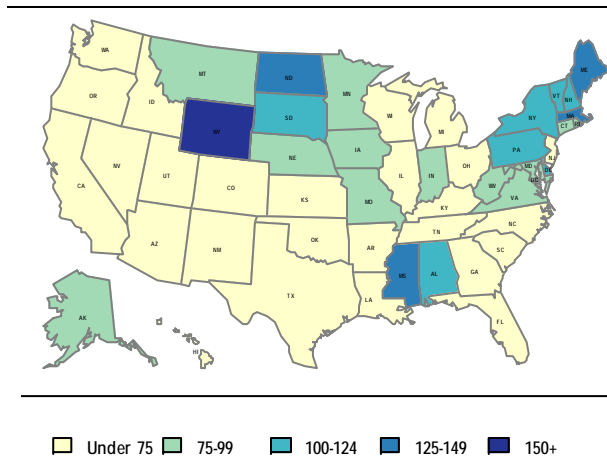 WA
MT
ND
ME
MN
OR
ID
VT
NH
SD
WI
NY
MA
WY
MI
CT
RI
IA
PA
NE
NJ
NV
UT
IL
IN
OH
MD
DE
DC
CA
CO
WV
VA
KS
MO
KY
NC
TN
AZ
NM
OK
AR
SC
MS
AL
GA
TX
LA
AK
FL
HI
Under 75 75-99 100-124 125-149 150+